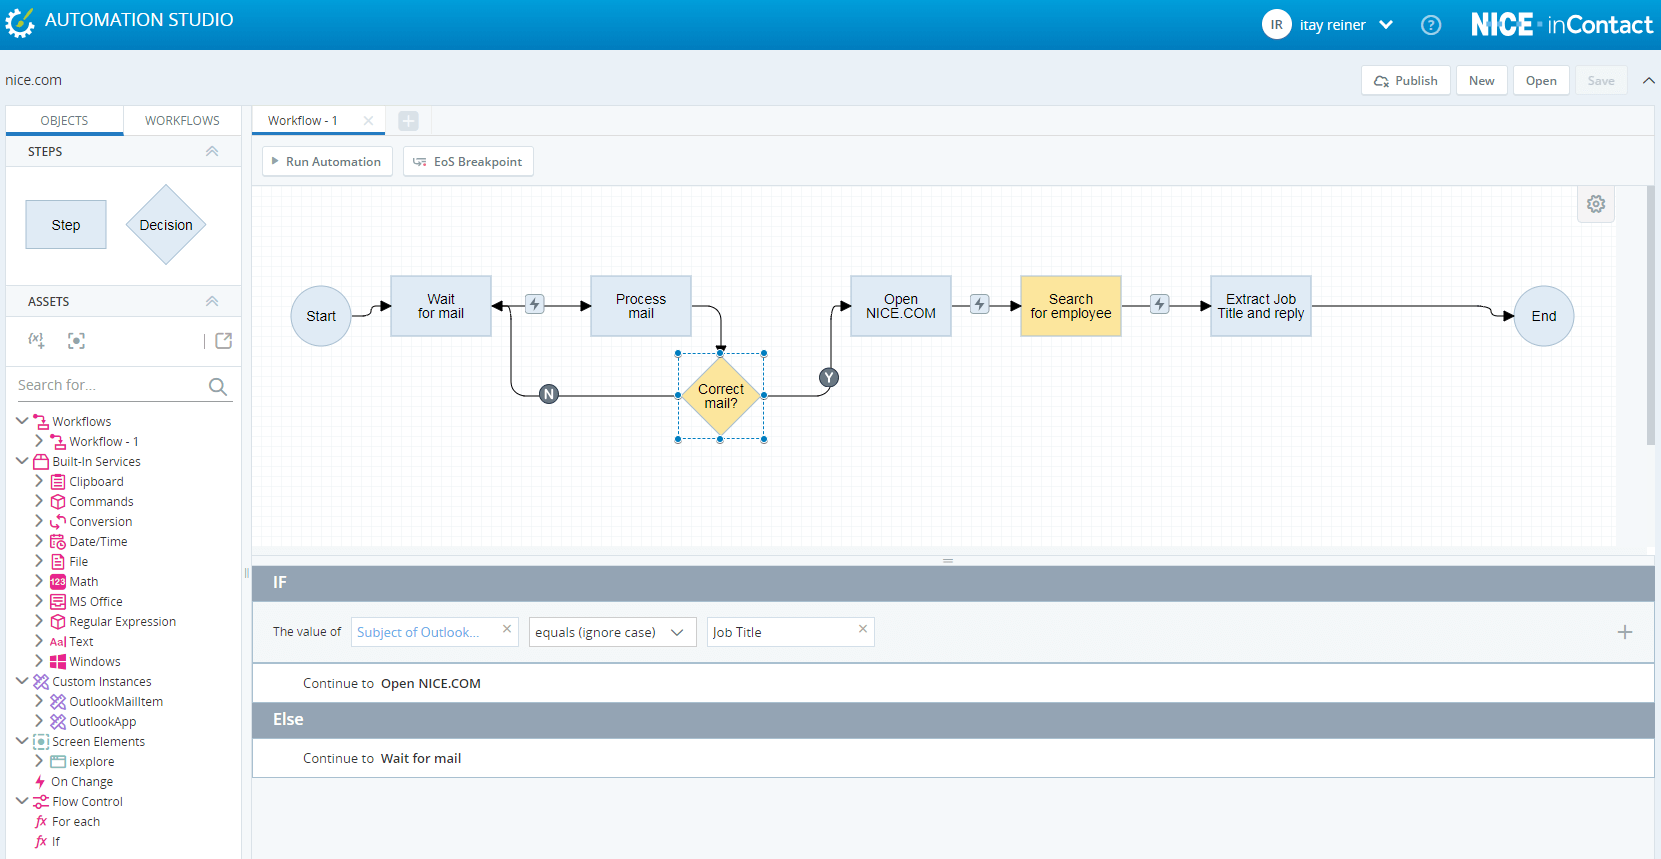 AUTOMATION STUDIO
IR itay reiner ? NICE inContact
nice.com
Publish New Open Save
OBJECTS WORKFLOWS
Workflow - 1
STEPS
Run Automation EoS Breakpoint
Step Decision
ASSETS
Search for...
Workflows
Workflow - 1
Built-In Services
Clipboard
Commands
Conversion
Date/Time
File
123 Math
MS Office
Regular Expression
Aa Text
Windows
Custom Instances
OutlookMailItem
OutlookApp
Screen Elements
iexplore
On Change
Flow Control
fx For each
fx If
Start
Wait
for mail
Process
mail
Correct
mail?
N
Y
Open
NICE.COM
Search
for employee
Extract Job
Title and reply
End
IF
The value of Subject of Outlook... equals (ignore case) Job Title
Continue to Open NICE.COM
Else
Continue to Wait for mail